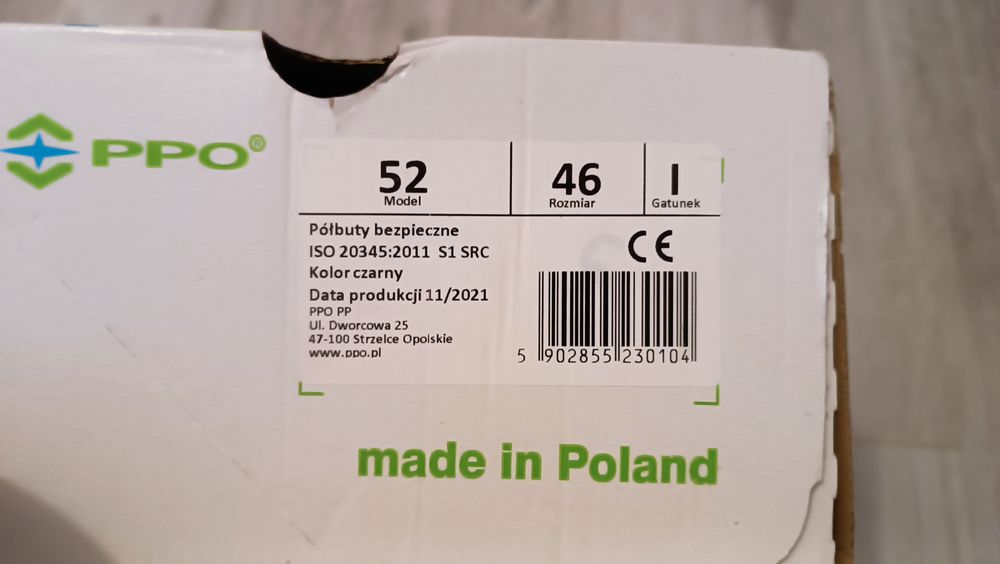 PPO®
52 46 I
Model Rozmiar Gatunek
Półbuty bezpieczne
ISO 20345:2011 S1 SRC
Kolor czarny
Data produkcji 11/2021
PPO PP
Ul. Dworcowa 25
47-100 Strzelce Opolskie
www.ppo.pl
CE
5 902855 230104
made in Poland